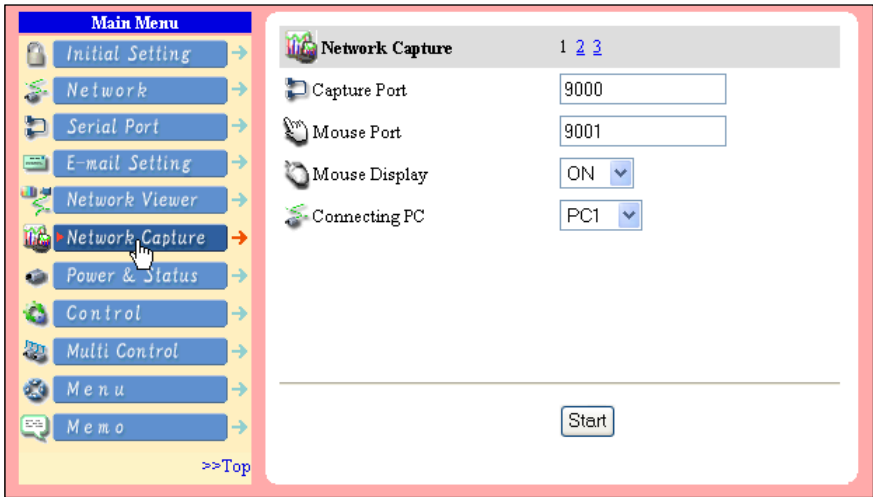 Main Menu
Initial Setting
Network
Serial Port
E-mail Setting
Network Viewer
Network Capture
Power & Status
Control
Multi Control
Menu
Memo
>>Top
Network Capture 1 2 3
Capture Port 9000
Mouse Port 9001
Mouse Display ON
Connecting PC PC1
Start